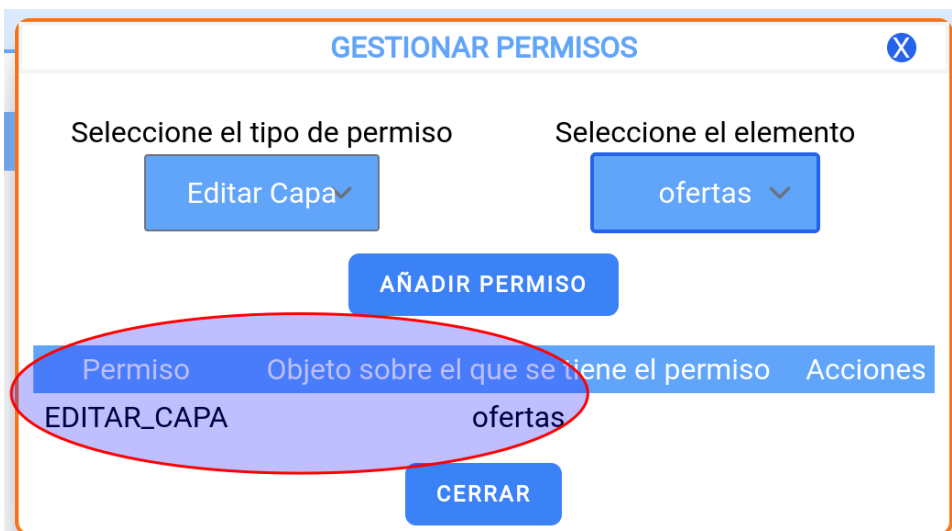 GESTIONAR PERMISOS X
Seleccione el tipo de permiso Seleccione el elemento
Editar Capa ofertas
AÑADIR PERMISO
Permiso Objeto sobre el que se tiene el permiso Acciones
EDITAR_CAPA ofertas
CERRAR